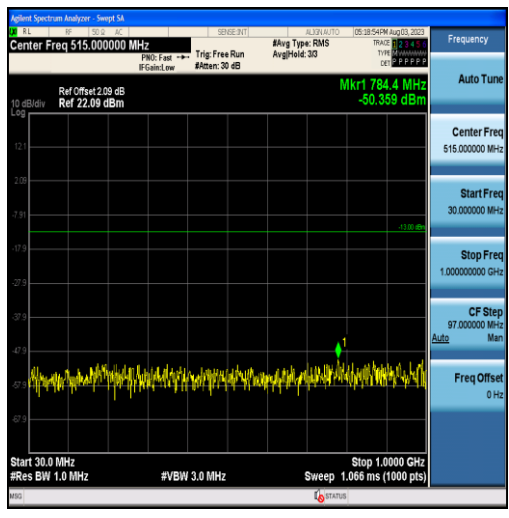 Agilent Spectrum Analyzer - Swept SA
RL RF 50 Ω AC SENSE:INT ALIGN AUTO 05:18:54PM Aug 03, 2023
Center Freq 515.000000 MHz
PNO: Fast
IFGain:Low
Trig: Free Run
#Atten: 30 dB
#Avg Type: RMS
Avg|Hold: 3/3
TRACE 1 2 3 4 5 6
TYPE
DET P P P P P P
Ref Offset 2.09 dB
10 dB/div Ref 22.09 dBm
Log
Mkr1 784.4 MHz
-50.359 dBm
12.1
2.09
-7.91
-13.00 dBm
-17.9
-27.9
-37.9
-47.9
1
-57.9
-67.9
Start 30.0 MHz
Stop 1.0000 GHz
#Res BW 1.0 MHz
#VBW 3.0 MHz
Sweep 1.066 ms (1000 pts)
MSG
STATUS
Frequency
Auto Tune
Center Freq
515.000000 MHz
Start Freq
30.000000 MHz
Stop Freq
1.000000000 GHz
CF Step
97.000000 MHz
Auto Man
Freq Offset
0 Hz